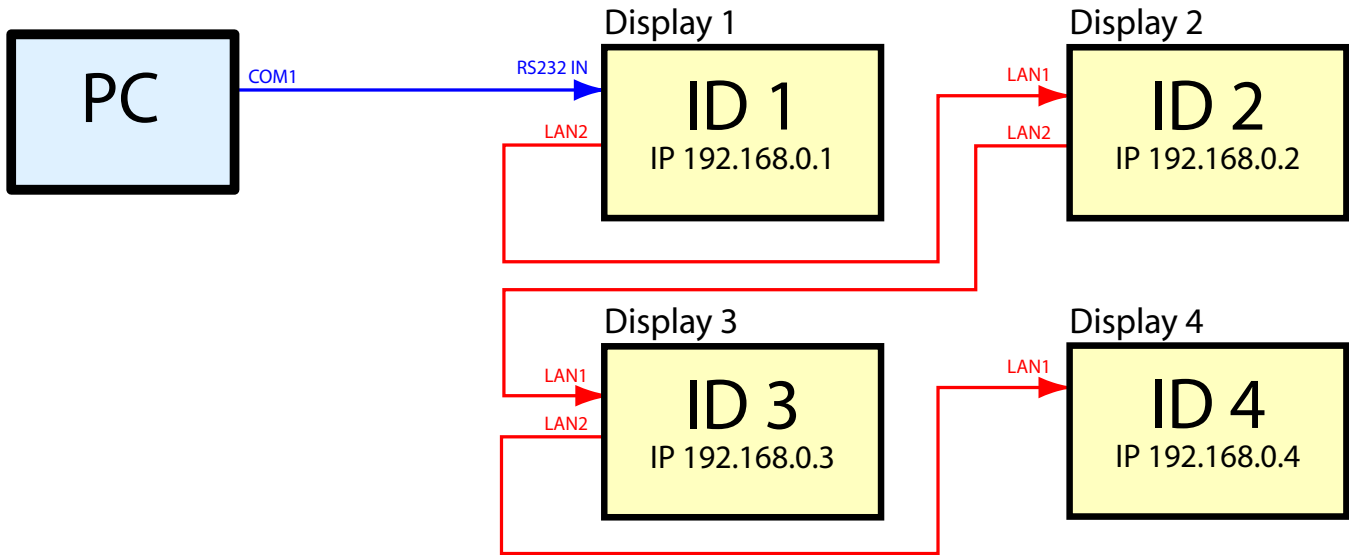 PC
COM1
RS232 IN
Display 1
ID 1
IP 192.168.0.1
LAN2
Display 2
LAN1
LAN2
ID 2
IP 192.168.0.2
Display 3
LAN1
LAN2
ID 3
IP 192.168.0.3
Display 4
LAN1
ID 4
IP 192.168.0.4